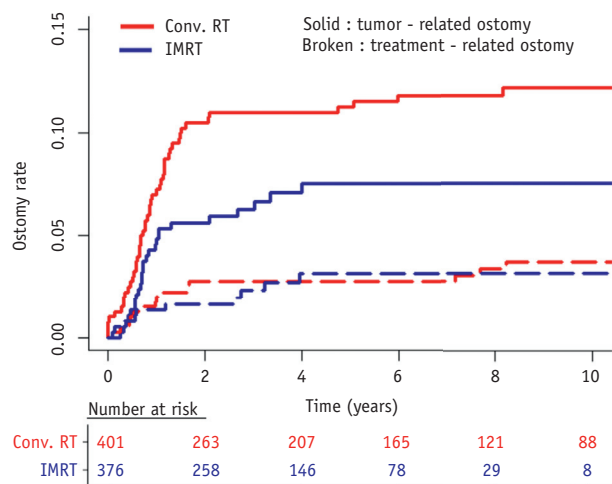 Conv. RT
IMRT
Solid : tumor - related ostomy
Broken : treatment - related ostomy
Ostomy rate
0.15
0.10
0.05
0.00
0 2 4 6 8 10
Time (years)
Number at risk
Conv. RT 401 263 207 165 121 88
IMRT 376 258 146 78 29 8